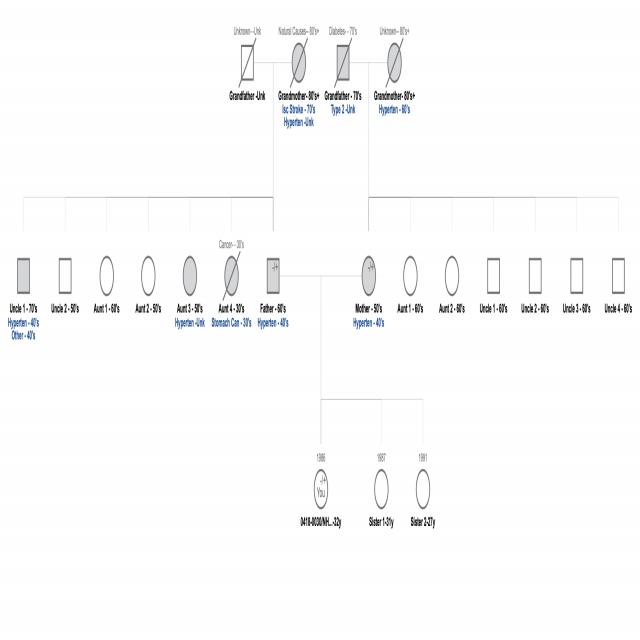 Unknown--Unk
Natural Causes-- 80's+
Diabetes-- 70's
Unknown-- 80's+
Grandfather -Unk
Grandmother- 80's+
Isc Stroke - 70's
Hyperten -Unk
Grandfather - 70's
Type 2 -Unk
Grandmother- 80's+
Hyperten - 60's
Cancer-- 30's
-/+
-/+
Uncle 1 - 70's
Hyperten - 40's
Other - 40's
Uncle 2 - 50's
Aunt 1 - 60's
Aunt 2 - 50's
Aunt 3 - 50's
Hyperten -Unk
Aunt 4 - 30's
Stomach Can - 30's
Father - 60's
Hyperten - 40's
Mother - 50's
Hyperten - 40's
Aunt 1 - 60's
Aunt 2 - 60's
Uncle 1 - 60's
Uncle 2 - 60's
Uncle 3 - 60's
Uncle 4 - 60's
1986
1987
1991
-/+
You
0418-0030/NH...-32y
Sister 1-31y
Sister 2-27y